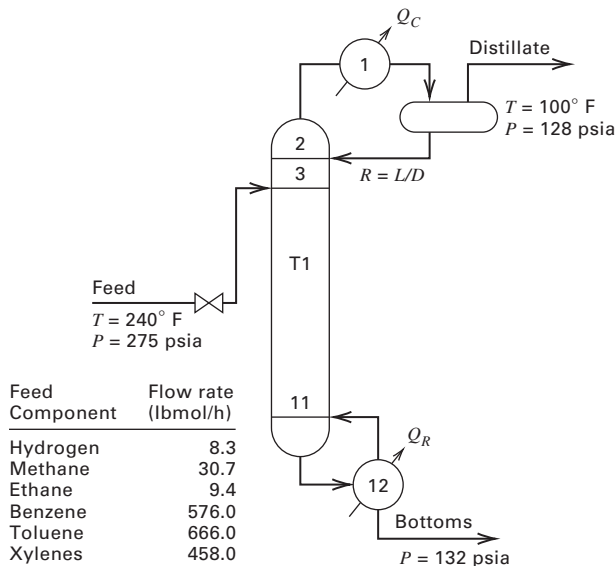 Q_C
1
Distillate
T = 100° F
P = 128 psia
2
3
R = L/D
T1
Feed
T = 240° F
P = 275 psia
11
Q_R
12
Bottoms
P = 132 psia
Feed Flow rate
Component (lbmol/h)
Hydrogen 8.3
Methane 30.7
Ethane 9.4
Benzene 576.0
Toluene 666.0
Xylenes 458.0